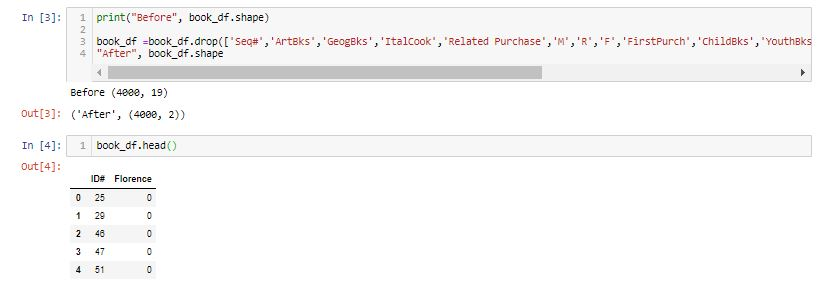 In [3]:
1 print("Before", book_df.shape)
2
3 book_df =book_df.drop(['Seq#','ArtBks','GeogBks','ItalCook','Related Purchase','M','R','F','FirstPurch','ChildBks','YouthBks
4 "After", book_df.shape
Before (4000, 19)
Out[3]: ('After', (4000, 2))
In [4]: 1 book_df.head()
Out[4]:
ID# Florence
0 25 0
1 29 0
2 46 0
3 47 0
4 51 0